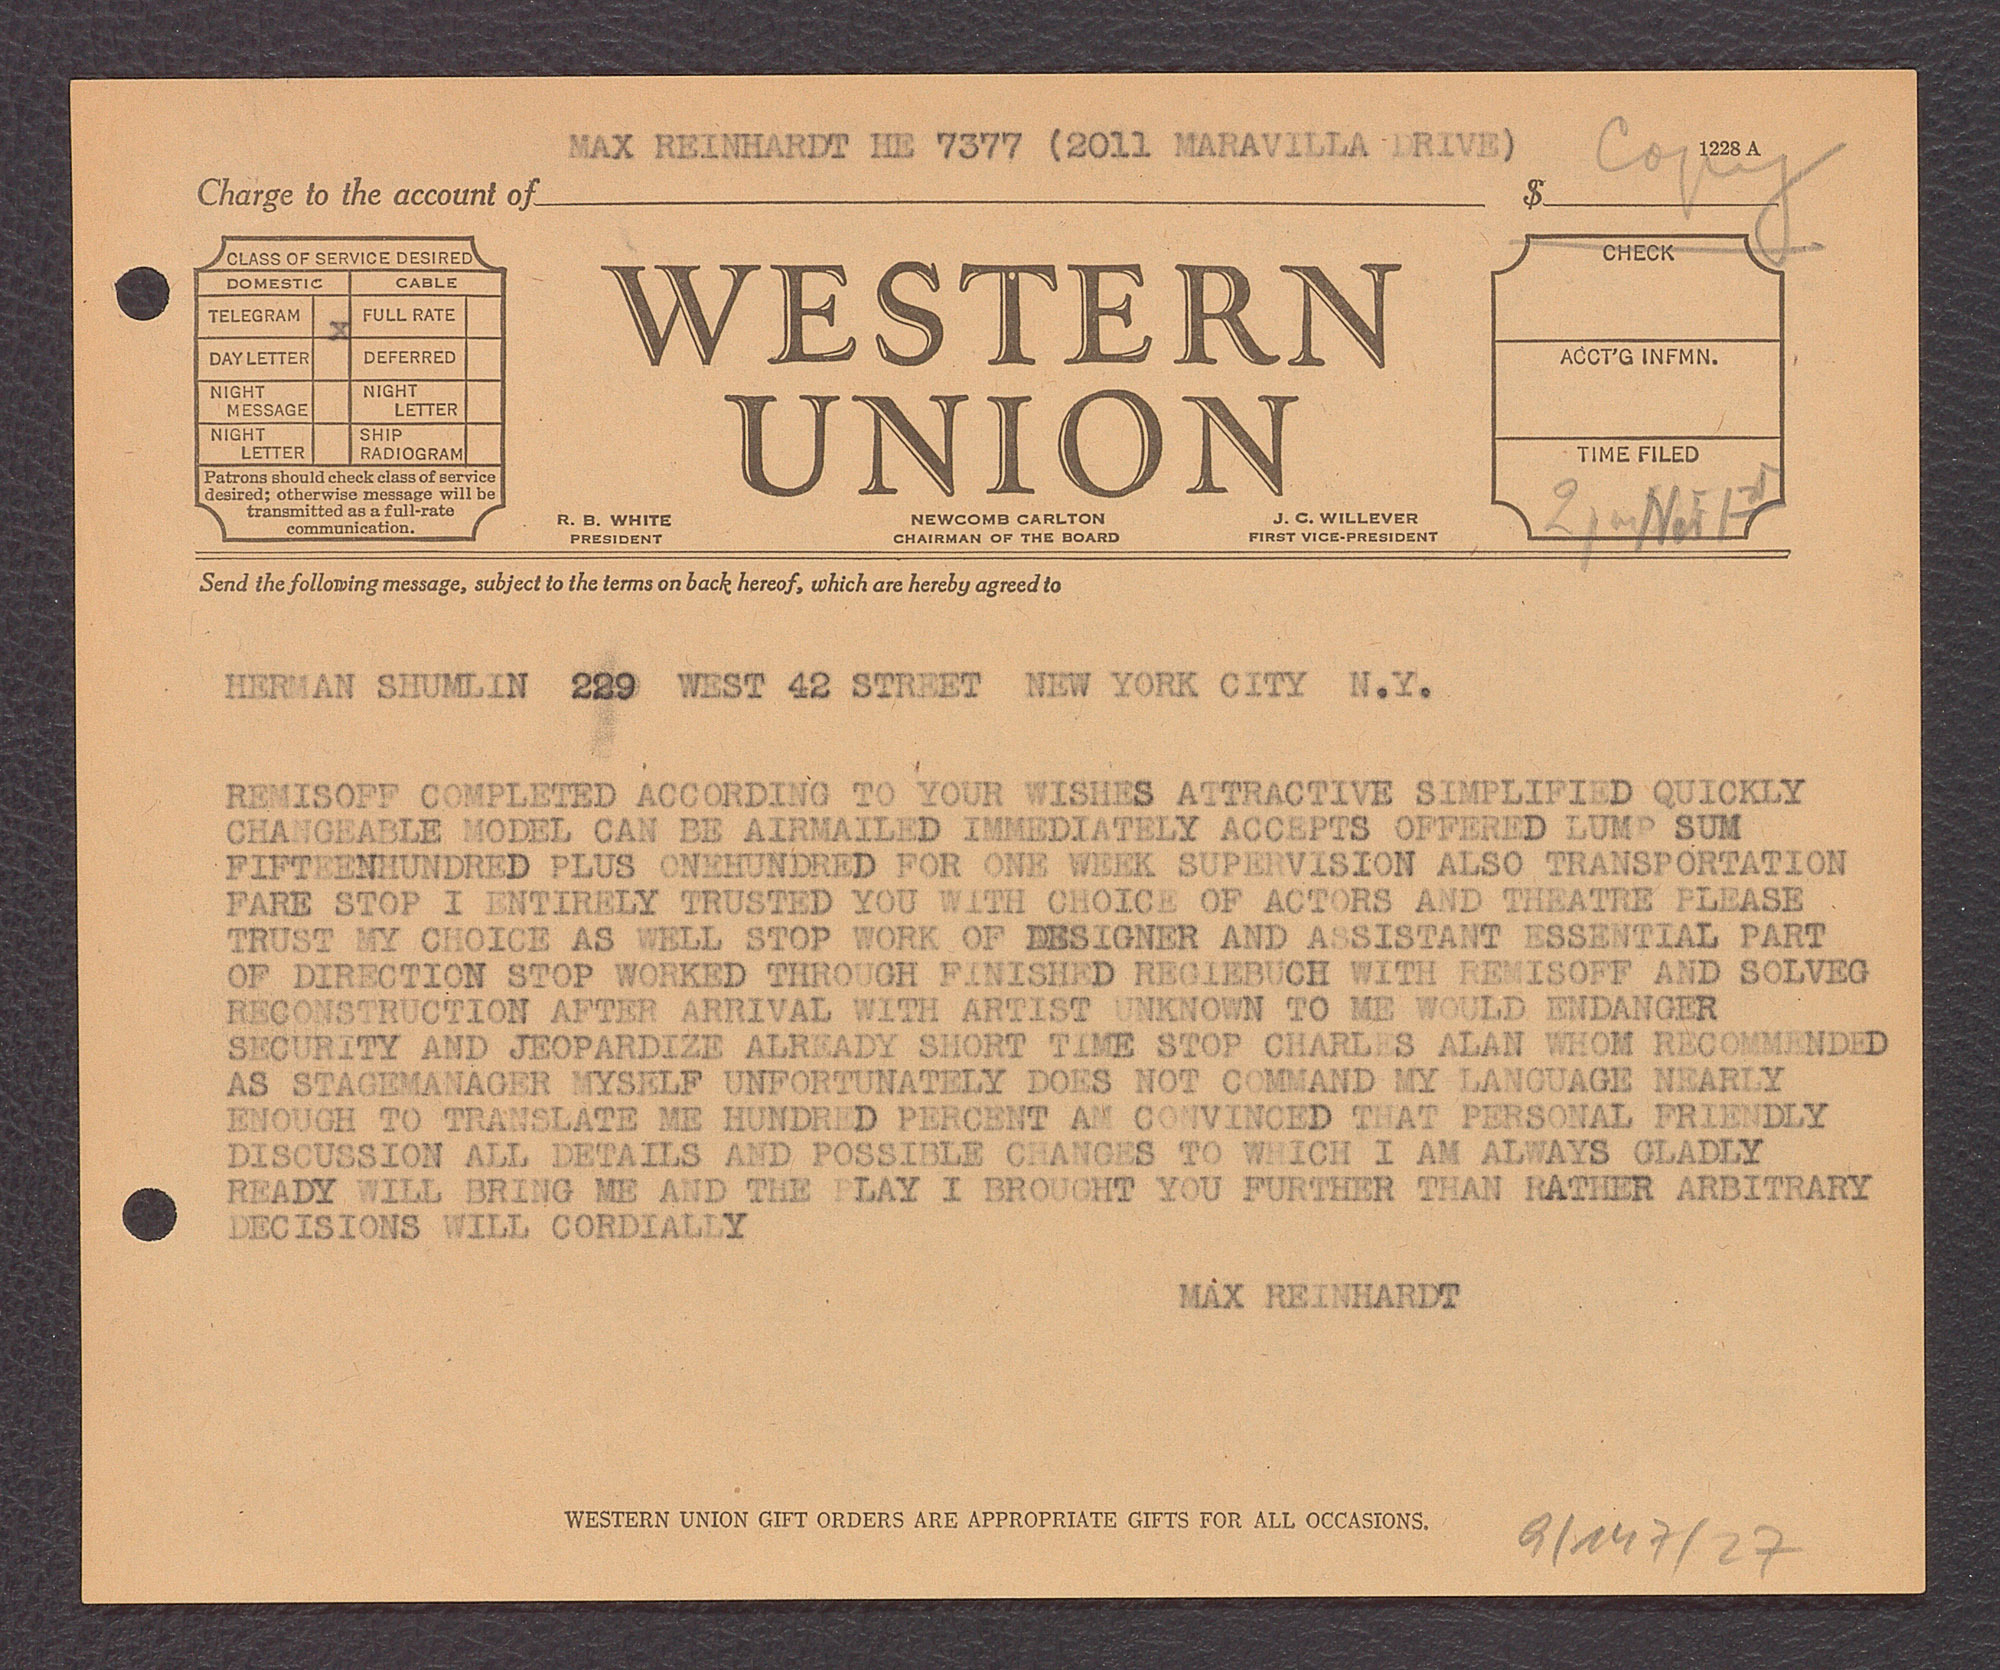 MAX REINHARDT HE 7377 (2011 MARAVILLA DRIVE)
Copy
1228 A
Charge to the account of
$
CLASS OF SERVICE DESIRED
DOMESTIC
CABLE
TELEGRAM
X
FULL RATE
DAY LETTER
DEFERRED
NIGHT
MESSAGE
NIGHT
LETTER
NIGHT
LETTER
SHIP
RADIOGRAM
Patrons should check class of service
desired; otherwise message will be
transmitted as a full-rate
communication.
WESTERN
UNION
R. B. WHITE
PRESIDENT
NEWCOMB CARLTON
CHAIRMAN OF THE BOARD
J. C. WILLEVER
FIRST VICE-PRESIDENT
CHECK
ACCT'G INFMN.
TIME FILED
2 pm
Send the following message, subject to the terms on back hereof, which are hereby agreed to
HERMAN SHUMLIN 229 WEST 42 STREET NEW YORK CITY N.Y.
REMISOFF COMPLETED ACCORDING TO YOUR WISHES ATTRACTIVE SIMPLIFIED QUICKLY
CHANGEABLE MODEL CAN BE AIRMAILED IMMEDIATELY ACCEPTS OFFERED LUMP SUM
FIFTEENHUNDRED PLUS ONEHUNDRED FOR ONE WEEK SUPERVISION ALSO TRANSPORTATION
FARE STOP I ENTIRELY TRUSTED YOU WITH CHOICE OF ACTORS AND THEATRE PLEASE
TRUST MY CHOICE AS WELL STOP WORK OF DESIGNER AND ASSISTANT ESSENTIAL PART
OF DIRECTION STOP WORKED THROUGH FINISHED REGIEBUCH WITH REMISOFF AND SOLVEG
RECONSTRUCTION AFTER ARRIVAL WITH ARTIST UNKNOWN TO ME WOULD ENDANGER
SECURITY AND JEOPARDIZE ALREADY SHORT TIME STOP CHARLES ALAN WHOM RECOMMENDED
AS STAGEMANAGER MYSELF UNFORTUNATELY DOES NOT COMMAND MY LANGUAGE NEARLY
ENOUGH TO TRANSLATE ME HUNDRED PERCENT AM CONVINCED THAT PERSONAL FRIENDLY
DISCUSSION ALL DETAILS AND POSSIBLE CHANGES TO WHICH I AM ALWAYS GLADLY
READY WILL BRING ME AND THE PLAY I BROUGHT YOU FURTHER THAN RATHER ARBITRARY
DECISIONS WILL CORDIALLY
MAX REINHARDT
WESTERN UNION GIFT ORDERS ARE APPROPRIATE GIFTS FOR ALL OCCASIONS.
9/147/27